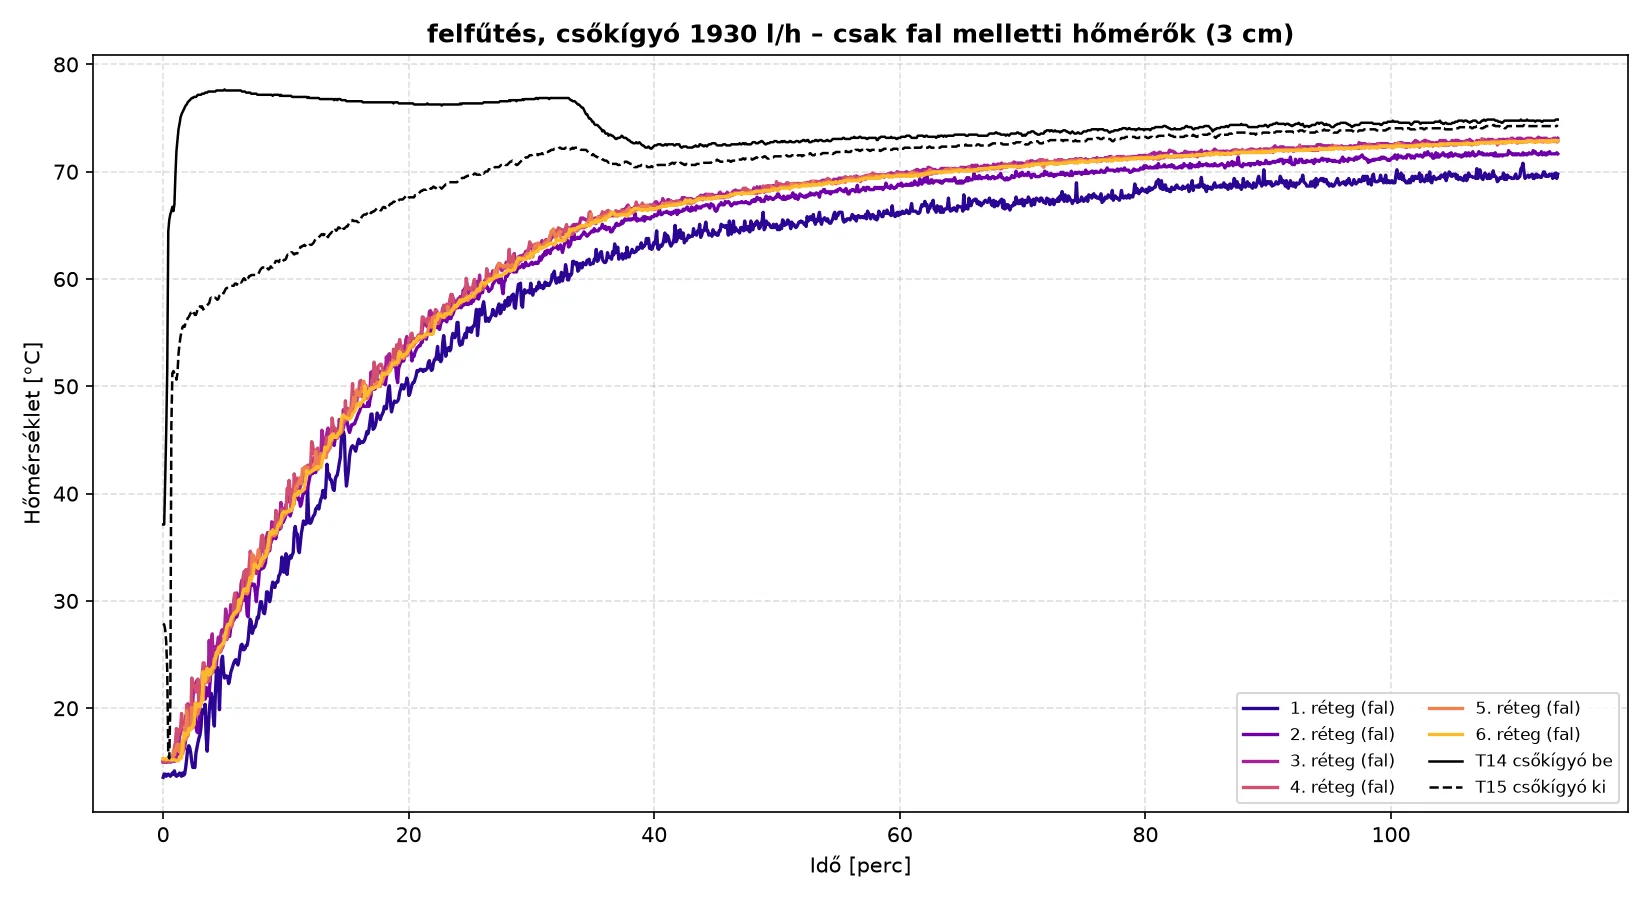 felfűtés, csőkígyó 1930 l/h – csak fal melletti hőmérők (3 cm)
Hőmérséklet [°C]
80
70
60
50
40
30
20
0
20
40
60
80
100
Idő [perc]
1. réteg (fal)
2. réteg (fal)
3. réteg (fal)
4. réteg (fal)
5. réteg (fal)
6. réteg (fal)
T14 csőkígyó be
T15 csőkígyó ki